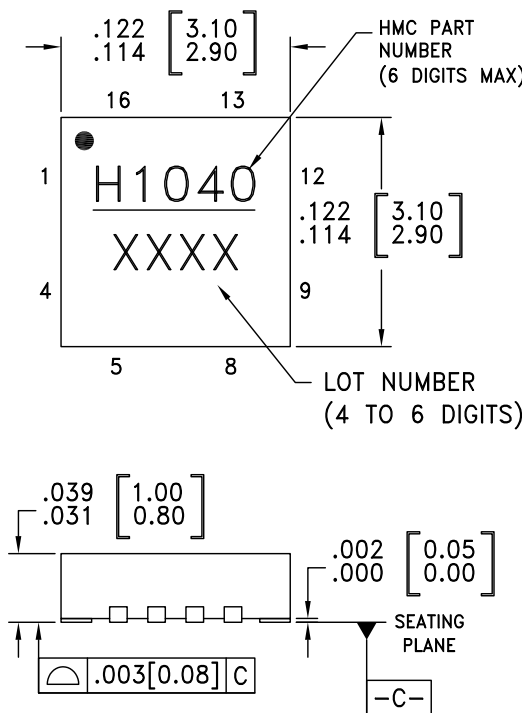 .122 [3.10]
.114 [2.90]
HMC PART
NUMBER
(6 DIGITS MAX)
16 13
1 H1040 12
XXXX
.122 [3.10]
.114 [2.90]
4 9
5 8
LOT NUMBER
(4 TO 6 DIGITS)
.039 [1.00]
.031 [0.80]
.002 [0.05]
.000 [0.00]
SEATING
PLANE
.003[0.08] C
-C-